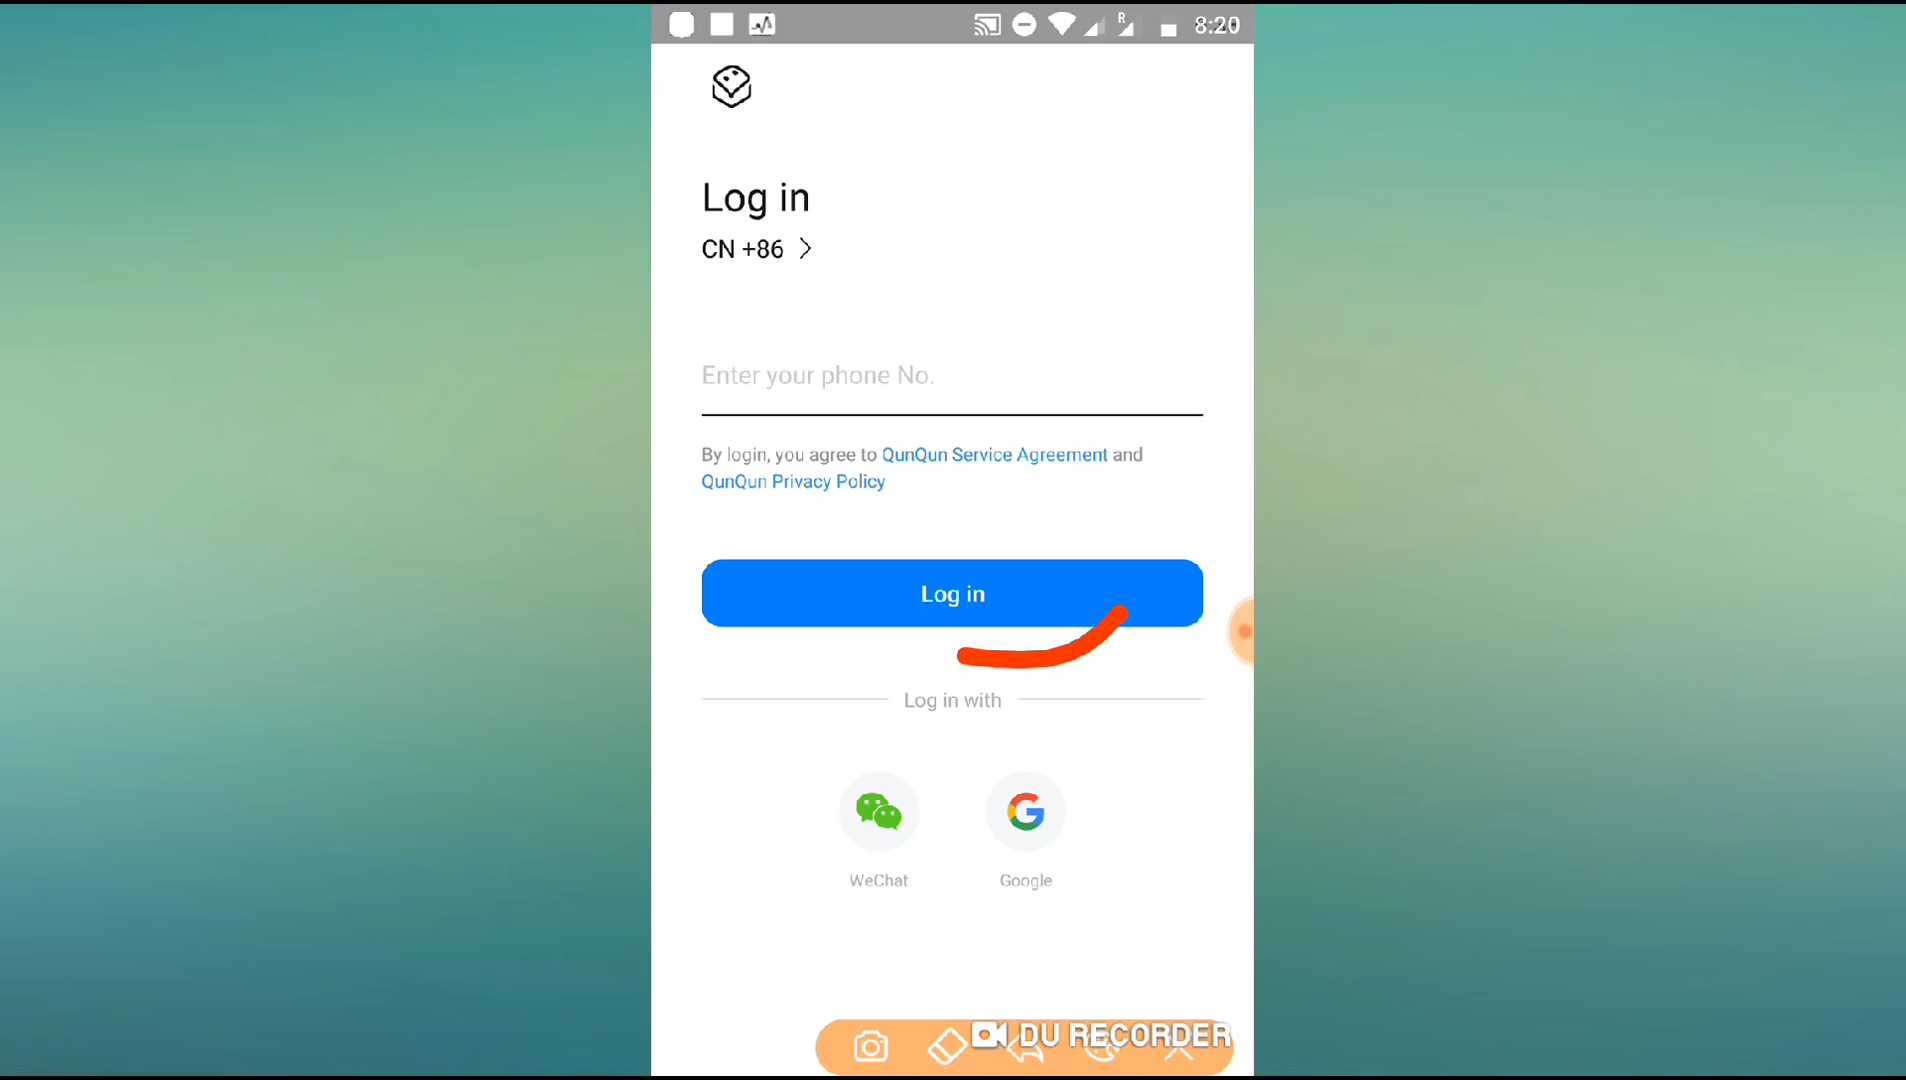 R
8:20
Log in
CN +86
Enter your phone No.
By login, you agree to QunQun Service Agreement and
QunQun Privacy Policy
Log in
Log in with
WeChat
Google
DU RECORDER